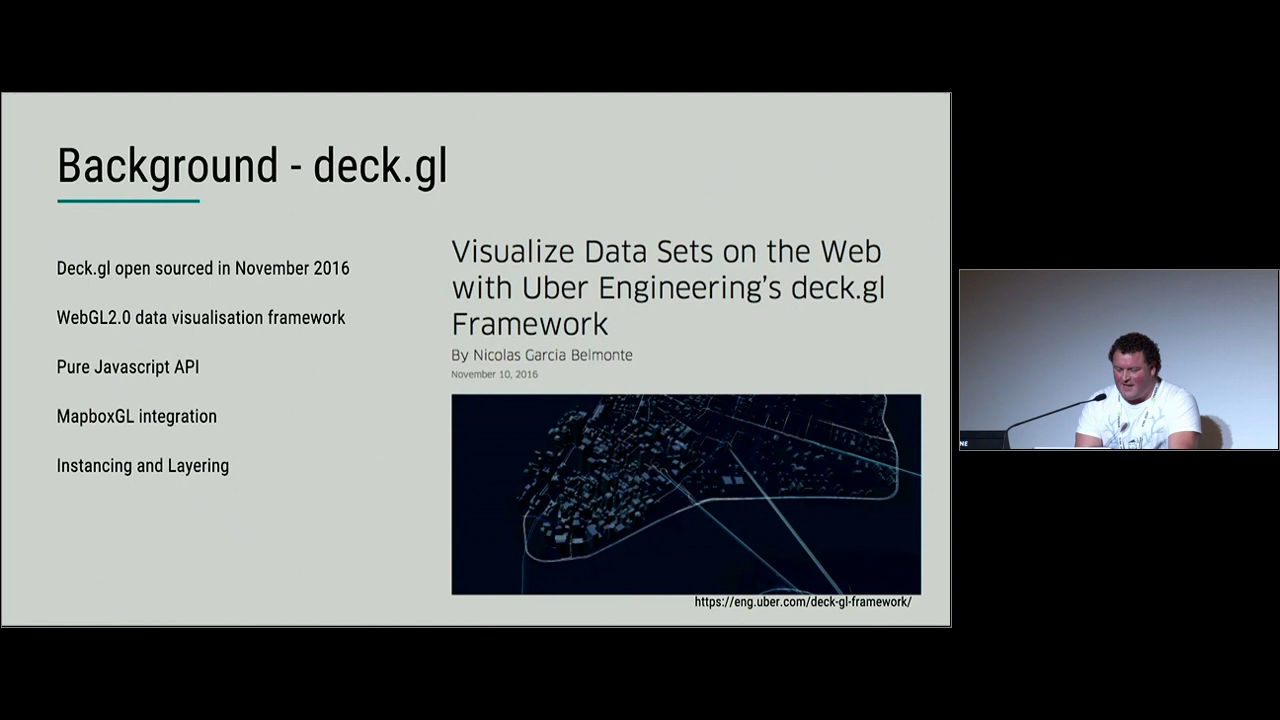 Background - deck.gl
Deck.gl open sourced in November 2016
WebGL2.0 data visualisation framework
Pure Javascript API
MapboxGL integration
Instancing and Layering
Visualize Data Sets on the Web
with Uber Engineering's deck.gl
Framework
By Nicolas Garcia Belmonte
November 10, 2016
https://eng.uber.com/deck-gl-framework/
NE